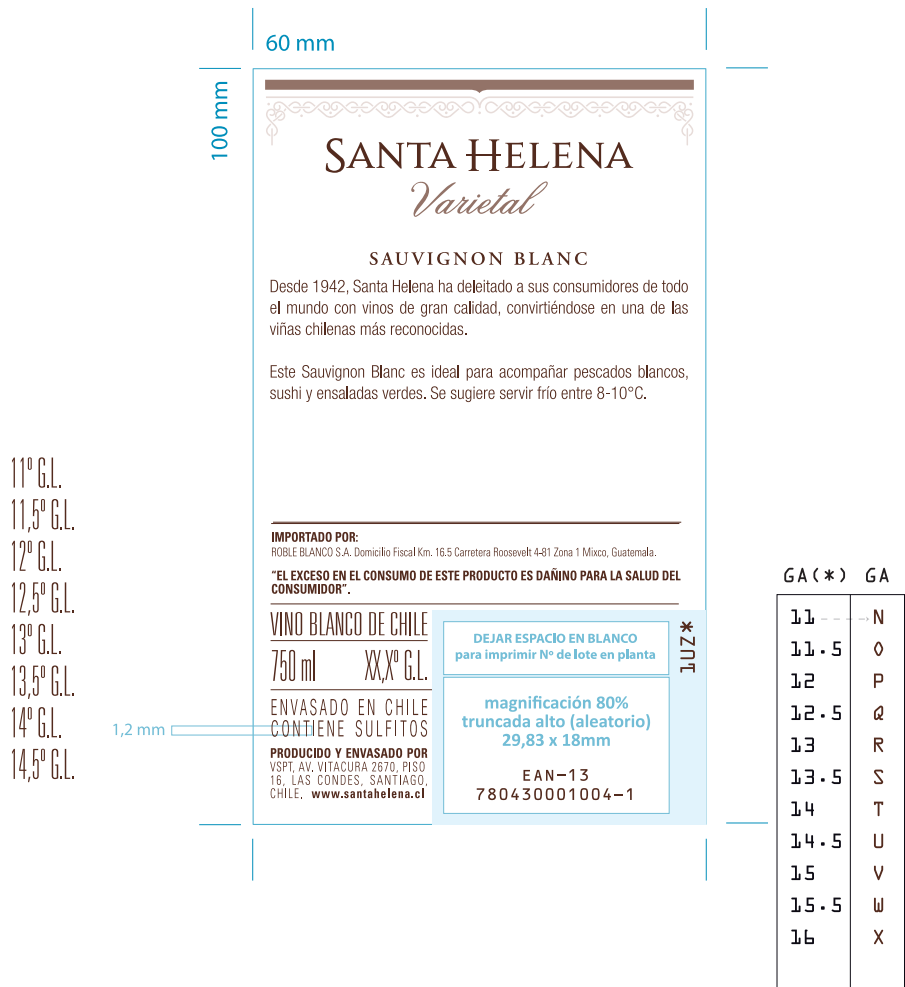 60 mm
100 mm
SANTA HELENA
Varietal
SAUVIGNON BLANC
Desde 1942, Santa Helena ha deleitado a sus consumidores de todo
el mundo con vinos de gran calidad, convirtiéndose en una de las
viñas chilenas más reconocidas.
Este Sauvignon Blanc es ideal para acompañar pescados blancos,
sushi y ensaladas verdes. Se sugiere servir frío entre 8-10°C.
11º G.L.
11,5º G.L.
12º G.L.
12,5º G.L.
13º G.L.
13,5º G.L.
14º G.L.
14,5º G.L.
IMPORTADO POR:
ROBLE BLANCO S.A. Domicilio Fiscal Km. 16.5 Carretera Roosevelt 4-81 Zona 1 Mixco, Guatemala.
"EL EXCESO EN EL CONSUMO DE ESTE PRODUCTO ES DAÑINO PARA LA SALUD DEL
CONSUMIDOR".
VINO BLANCO DE CHILE
750 ml XX,Xº G.L.
ENVASADO EN CHILE
CONTIENE SULFITOS
1,2 mm
PRODUCIDO Y ENVASADO POR
VSPT, AV. VITACURA 2670, PISO
16, LAS CONDES, SANTIAGO,
CHILE. www.santahelena.cl
DEJAR ESPACIO EN BLANCO
para imprimir Nº de lote en planta
LUZN*
magnificación 80%
truncada alto (aleatorio)
29,83 x 18mm
EAN-13
780430001004-1
GA(*) GA
11 N
11.5 O
12 P
12.5 Q
13 R
13.5 S
14 T
14.5 U
15 V
15.5 W
16 X